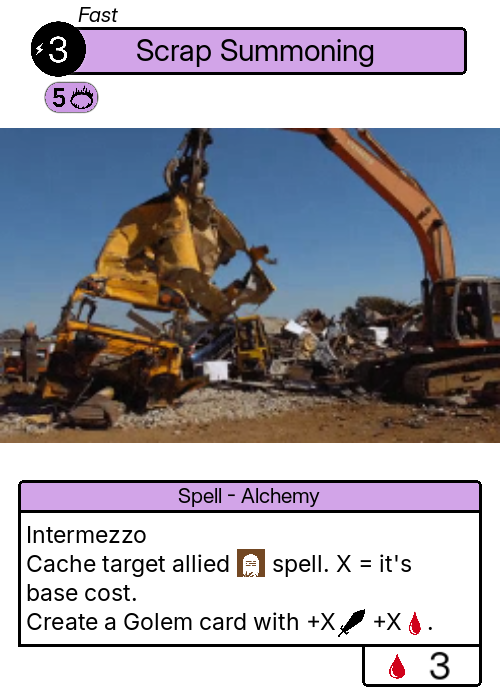 Fast
3
Scrap Summoning
5
Spell - Alchemy
Intermezzo
Cache target allied spell. X = it's
base cost.
Create a Golem card with +X +X .
3